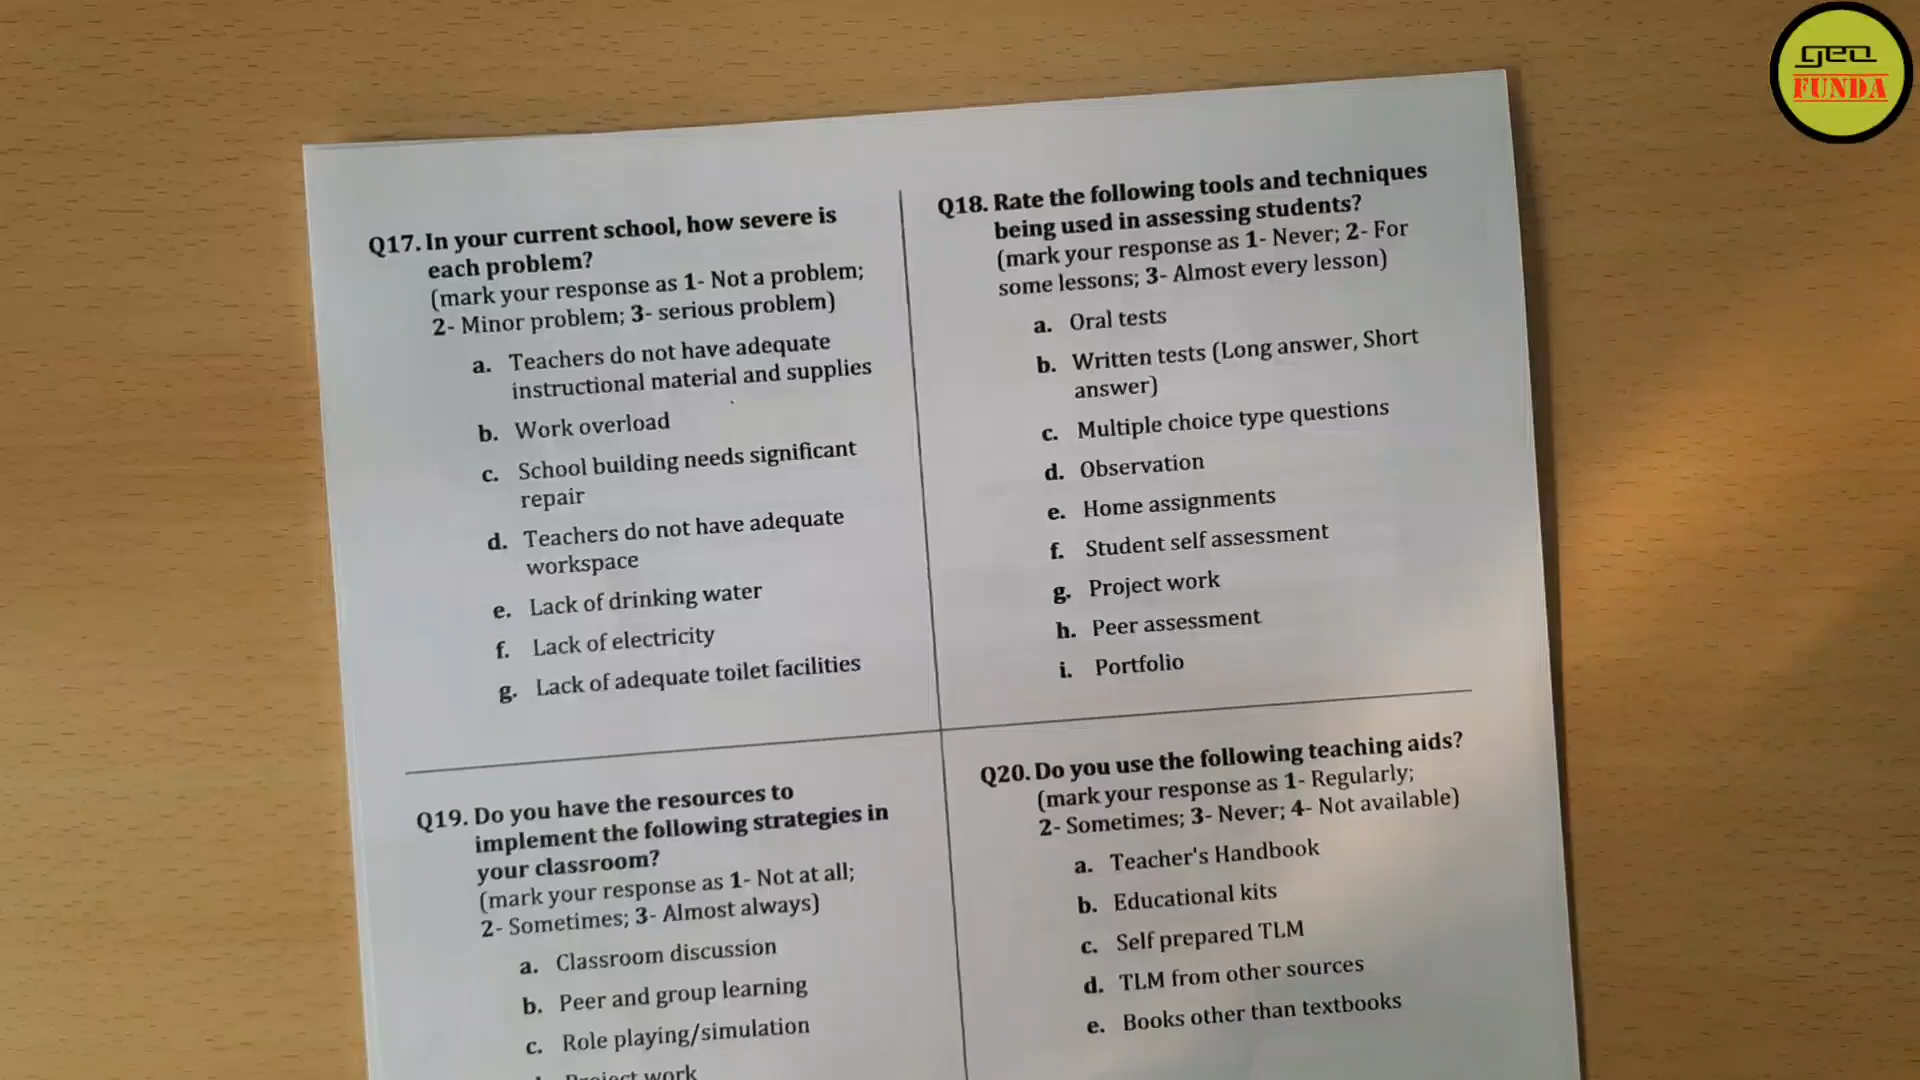 geo
FUNDA
Q17. In your current school, how severe is
each problem?
(mark your response as 1- Not a problem;
2- Minor problem; 3- serious problem)
a. Teachers do not have adequate
instructional material and supplies
b. Work overload
c. School building needs significant
repair
d. Teachers do not have adequate
workspace
e. Lack of drinking water
f. Lack of electricity
g. Lack of adequate toilet facilities
Q18. Rate the following tools and techniques
being used in assessing students?
(mark your response as 1- Never; 2- For
some lessons; 3- Almost every lesson)
a. Oral tests
b. Written tests (Long answer, Short
answer)
c. Multiple choice type questions
d. Observation
e. Home assignments
f. Student self assessment
g. Project work
h. Peer assessment
i. Portfolio
Q19. Do you have the resources to
implement the following strategies in
your classroom?
(mark your response as 1- Not at all;
2- Sometimes; 3- Almost always)
a. Classroom discussion
b. Peer and group learning
c. Role playing/simulation
Project work
Q20. Do you use the following teaching aids?
(mark your response as 1- Regularly;
2- Sometimes; 3- Never; 4- Not available)
a. Teacher's Handbook
b. Educational kits
c. Self prepared TLM
d. TLM from other sources
e. Books other than textbooks